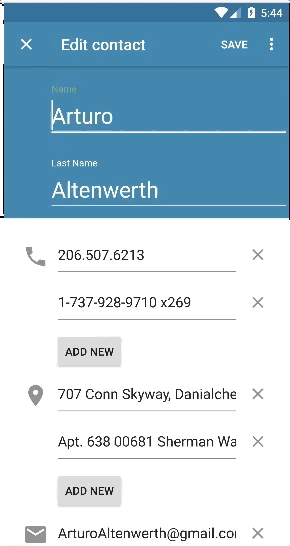 5:44
Edit contact SAVE
Name
Arturo
Last Name
Altenwerth
206.507.6213
1-737-928-9710 x269
ADD NEW
707 Conn Skyway, Danialche
Apt. 638 00681 Sherman Wa
ADD NEW
ArturoAltenwerth@gmail.co